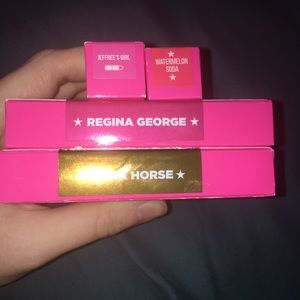 JEFFREE'S GIRL
WATERMELON
SODA
★ REGINA GEORGE ★
HORSE ★